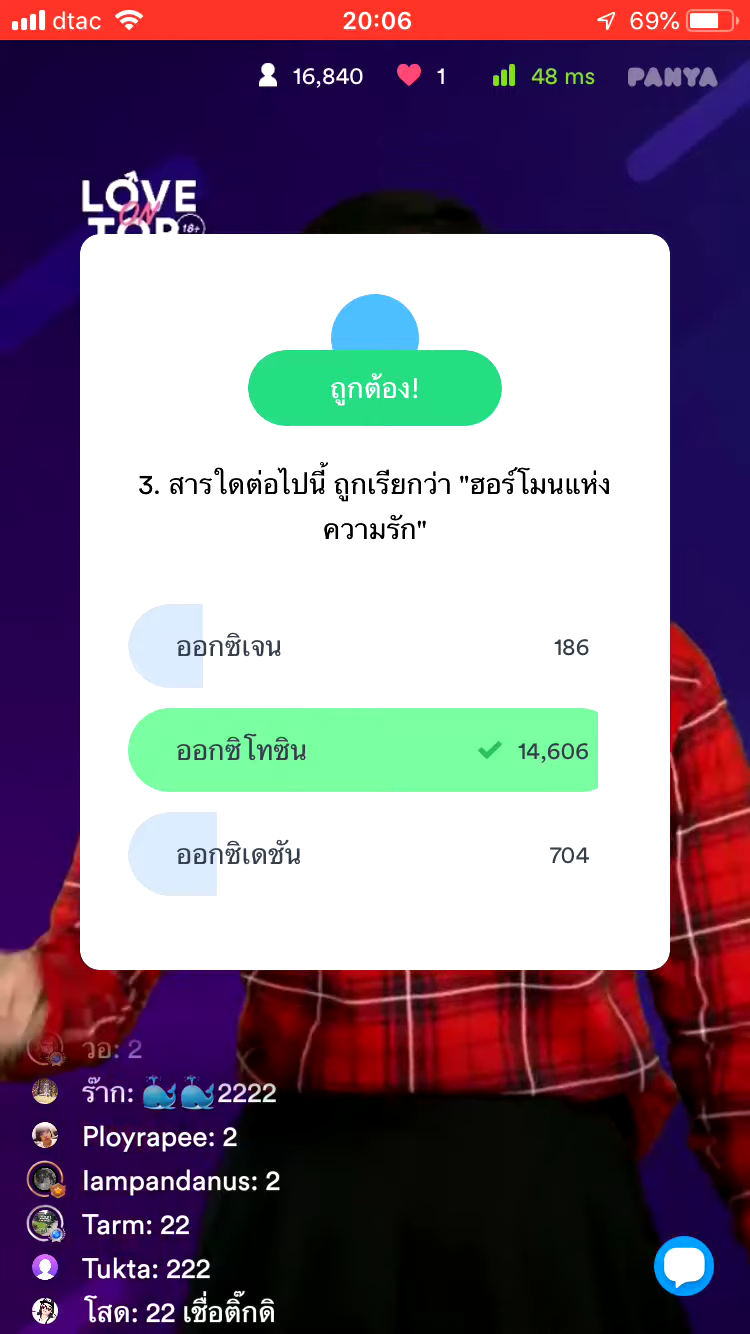 dtac 20:06 69%
16,840 1 48 ms PANYA
LOVE
ON
TOP 18+
ถูกต้อง!
3. สารใดต่อไปนี้ ถูกเรียกว่า "ฮอร์โมนแห่ง
ความรัก"
ออกซิเจน 186
ออกซิโทซิน 14,606
ออกซิเดชัน 704
วอ: 2
ร๊าก: 🐳🐳2222
Ployrapee: 2
Iampandanus: 2
Tarm: 22
Tukta: 222
โสด: 22 เชื่อติ๊กดิ